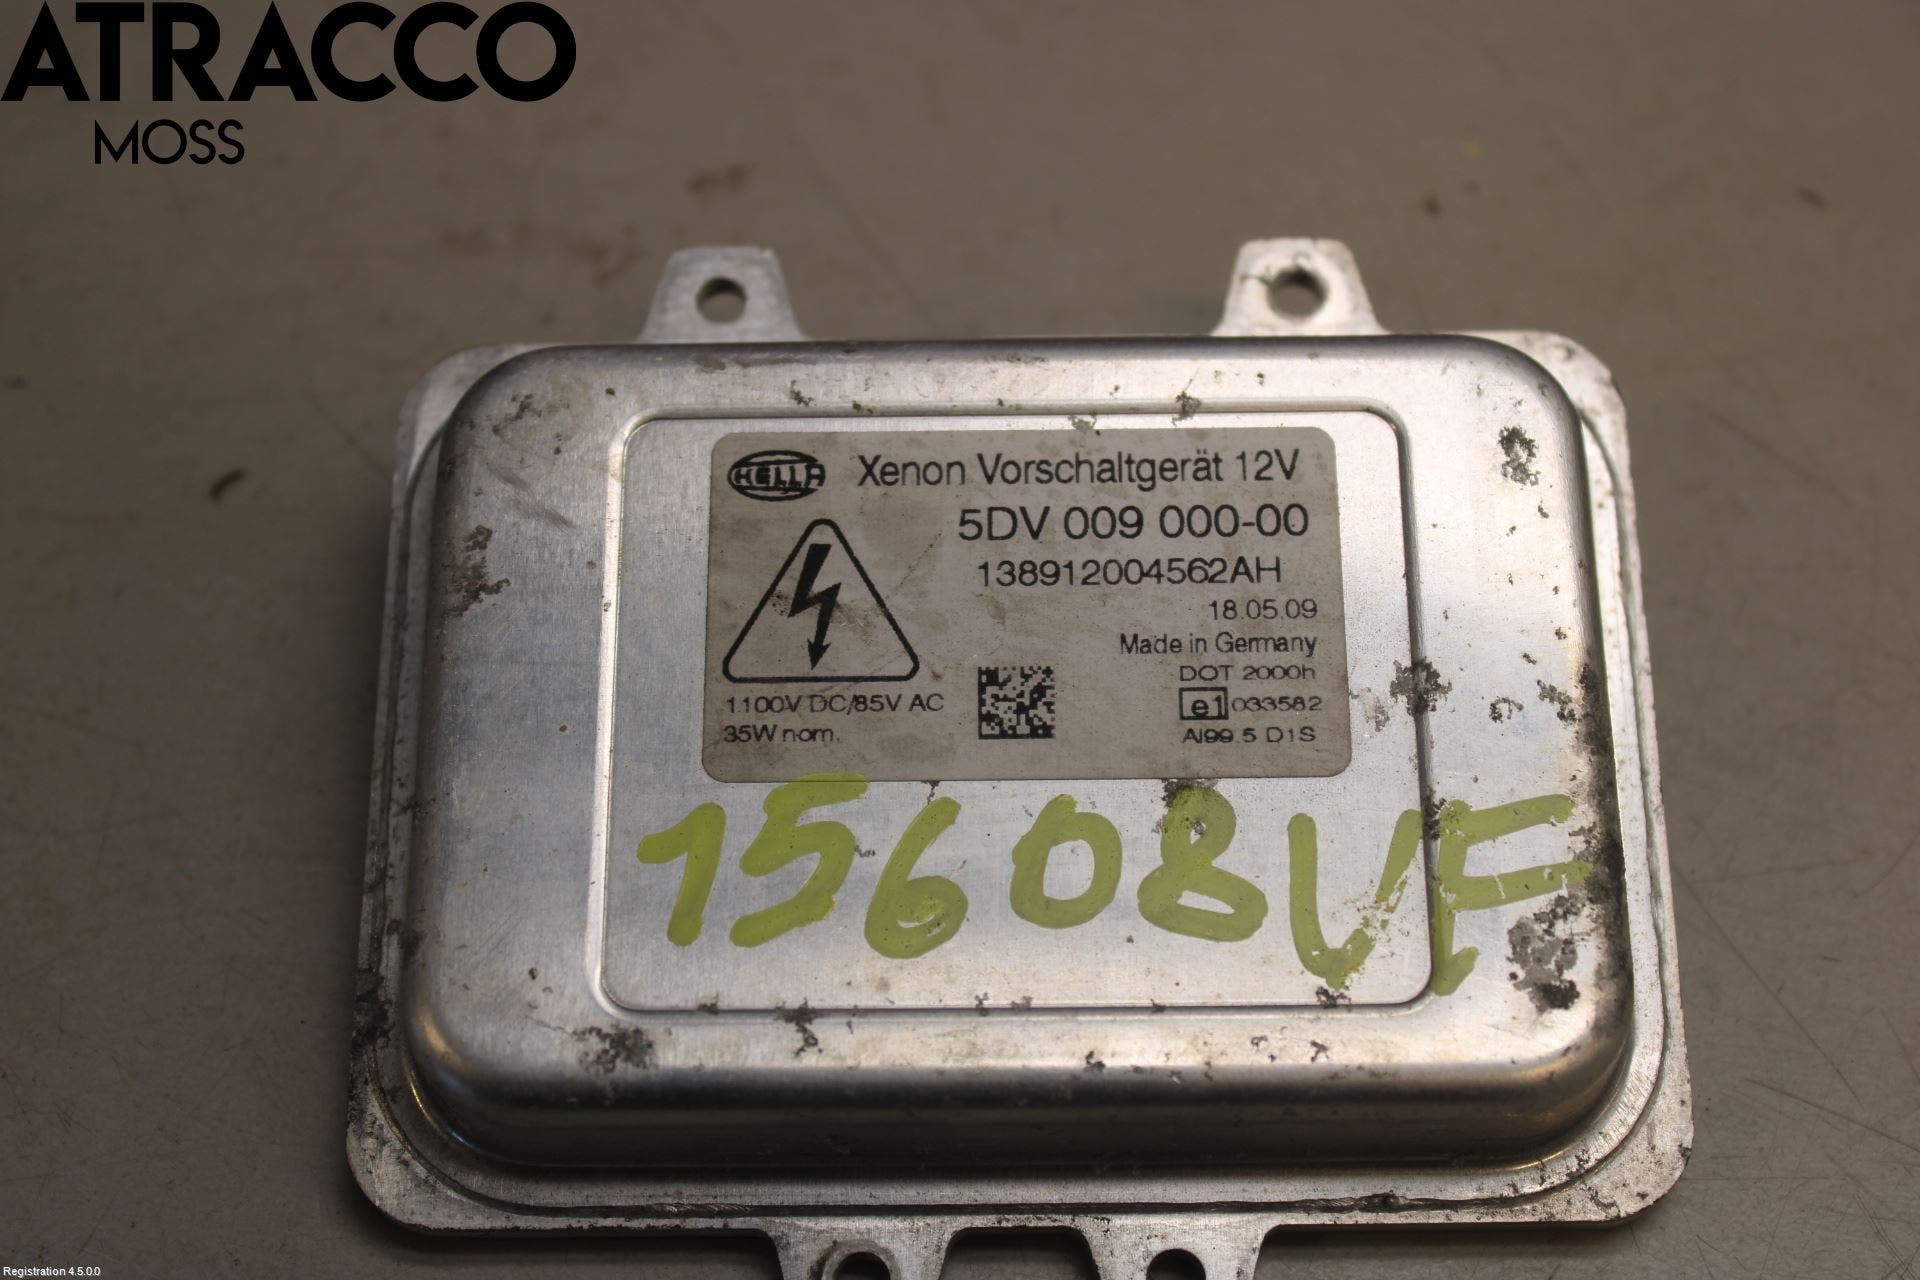 ATRACCO
MOSS
HELLA
Xenon Vorschaltgerät 12V
5DV 009 000-00
138912004562AH
18.05.09
Made in Germany
DOT 2000h
1100V DC/85V AC
e1 033582
35W nom.
AI99.5 D1S
15608VF
Registration 4.5.0.0